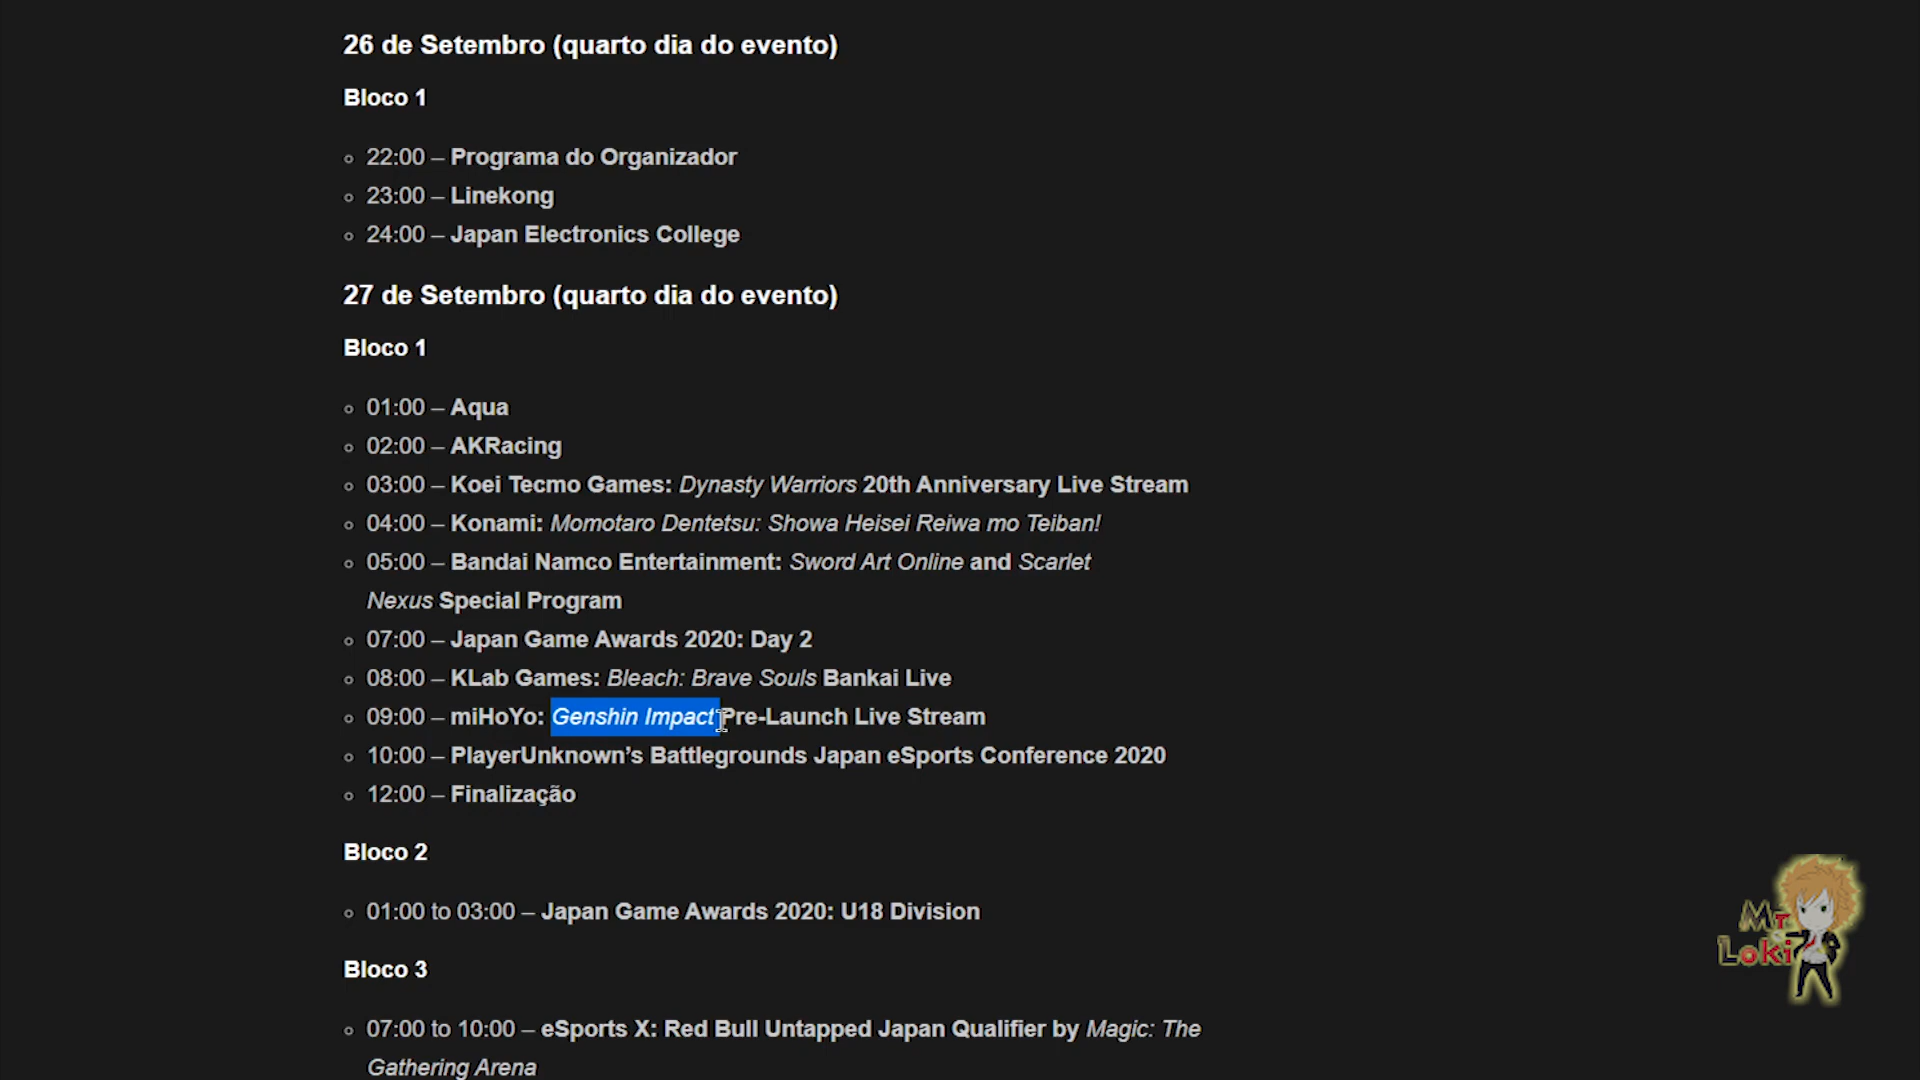 26 de Setembro (quarto dia do evento)
Bloco 1
22:00 – Programa do Organizador
23:00 – Linekong
24:00 – Japan Electronics College
27 de Setembro (quarto dia do evento)
Bloco 1
01:00 – Aqua
02:00 – AKRacing
03:00 – Koei Tecmo Games: Dynasty Warriors 20th Anniversary Live Stream
04:00 – Konami: Momotaro Dentetsu: Showa Heisei Reiwa mo Teiban!
05:00 – Bandai Namco Entertainment: Sword Art Online and Scarlet
Nexus Special Program
07:00 – Japan Game Awards 2020: Day 2
08:00 – KLab Games: Bleach: Brave Souls Bankai Live
09:00 – miHoYo: Genshin Impact Pre-Launch Live Stream
10:00 – PlayerUnknown’s Battlegrounds Japan eSports Conference 2020
12:00 – Finalização
Bloco 2
01:00 to 03:00 – Japan Game Awards 2020: U18 Division
Bloco 3
07:00 to 10:00 – eSports X: Red Bull Untapped Japan Qualifier by Magic: The
Gathering Arena
Mr
Loki